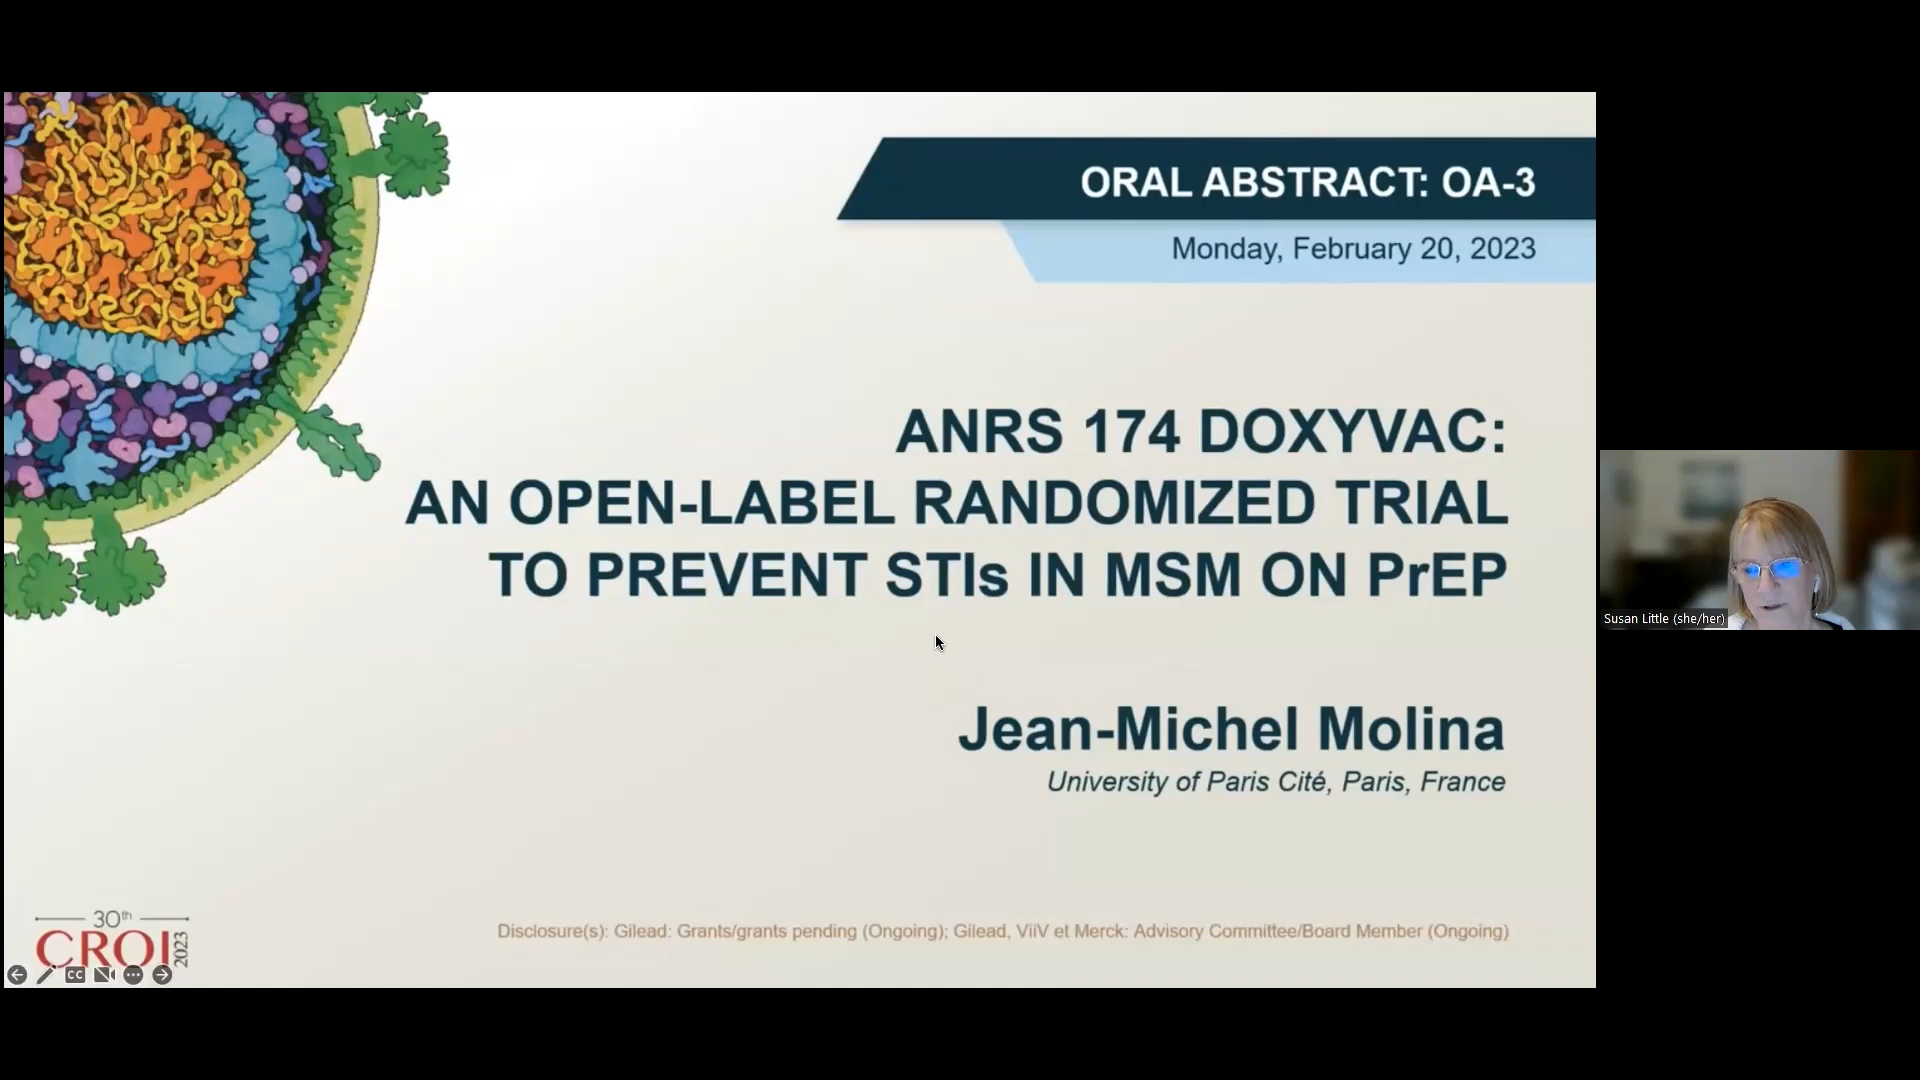 ORAL ABSTRACT: OA-3
Monday, February 20, 2023
ANRS 174 DOXYVAC:
AN OPEN-LABEL RANDOMIZED TRIAL
TO PREVENT STIs IN MSM ON PrEP
Jean-Michel Molina
University of Paris Cité, Paris, France
Disclosure(s): Gilead: Grants/grants pending (Ongoing); Gilead, ViiV et Merck: Advisory Committee/Board Member (Ongoing)
30th
CROI
2023
CC
Susan Little (she/her)